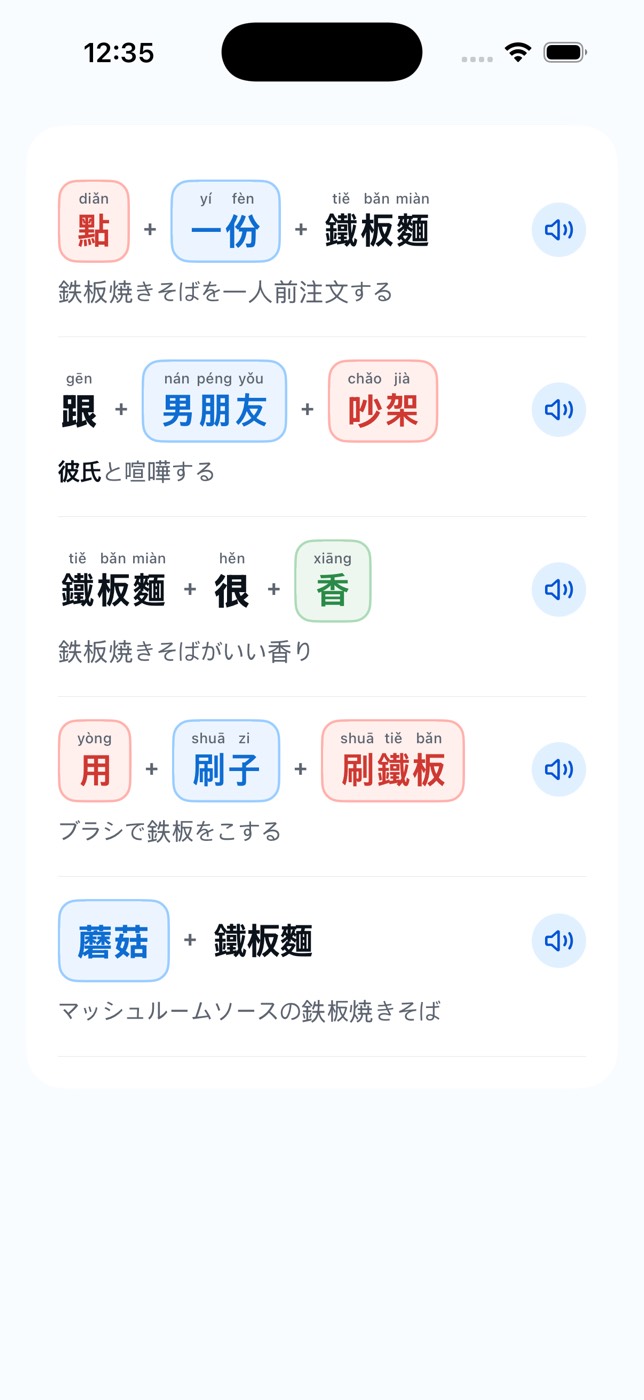 12:35
diǎn yí fèn tiě bǎn miàn
點 + 一份 + 鐵板麵
鉄板焼きそばを一人前注文する
gēn nán péng yǒu chǎo jià
跟 + 男朋友 + 吵架
彼氏と喧嘩する
tiě bǎn miàn hěn xiāng
鐵板麵 + 很 + 香
鉄板焼きそばがいい香り
yòng shuā zi shuā tiě bǎn
用 + 刷子 + 刷鐵板
ブラシで鉄板をこする
蘑菇 + 鐵板麵
マッシュルームソースの鉄板焼きそば